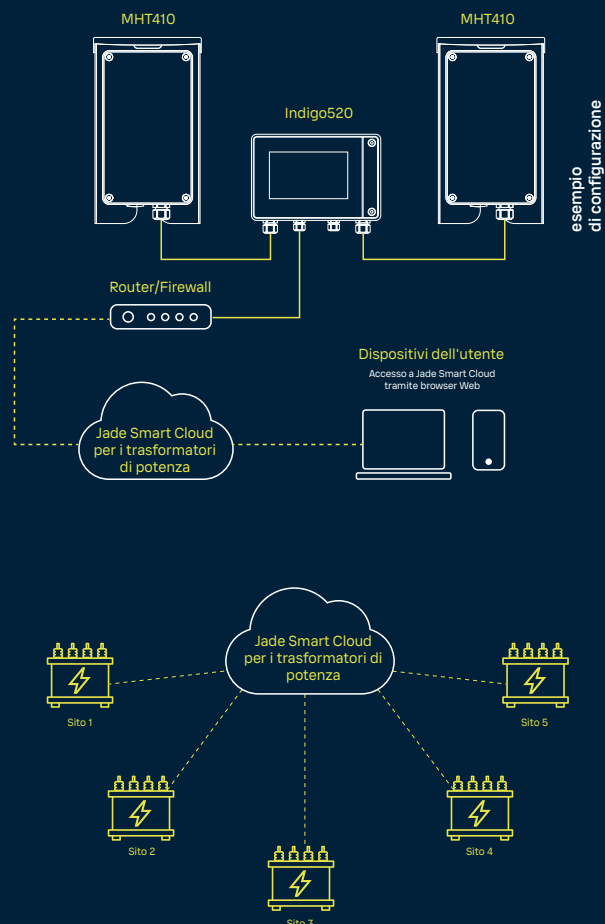 MHT410
MHT410
Indigo520
esempio
di configurazione
Router/Firewall
Dispositivi dell'utente
Accesso a Jade Smart Cloud
tramite browser Web
Jade Smart Cloud
per i trasformatori
di potenza
Jade Smart Cloud
per i trasformatori di
potenza
Sito 1
Sito 5
Sito 2
Sito 4
Sito 3